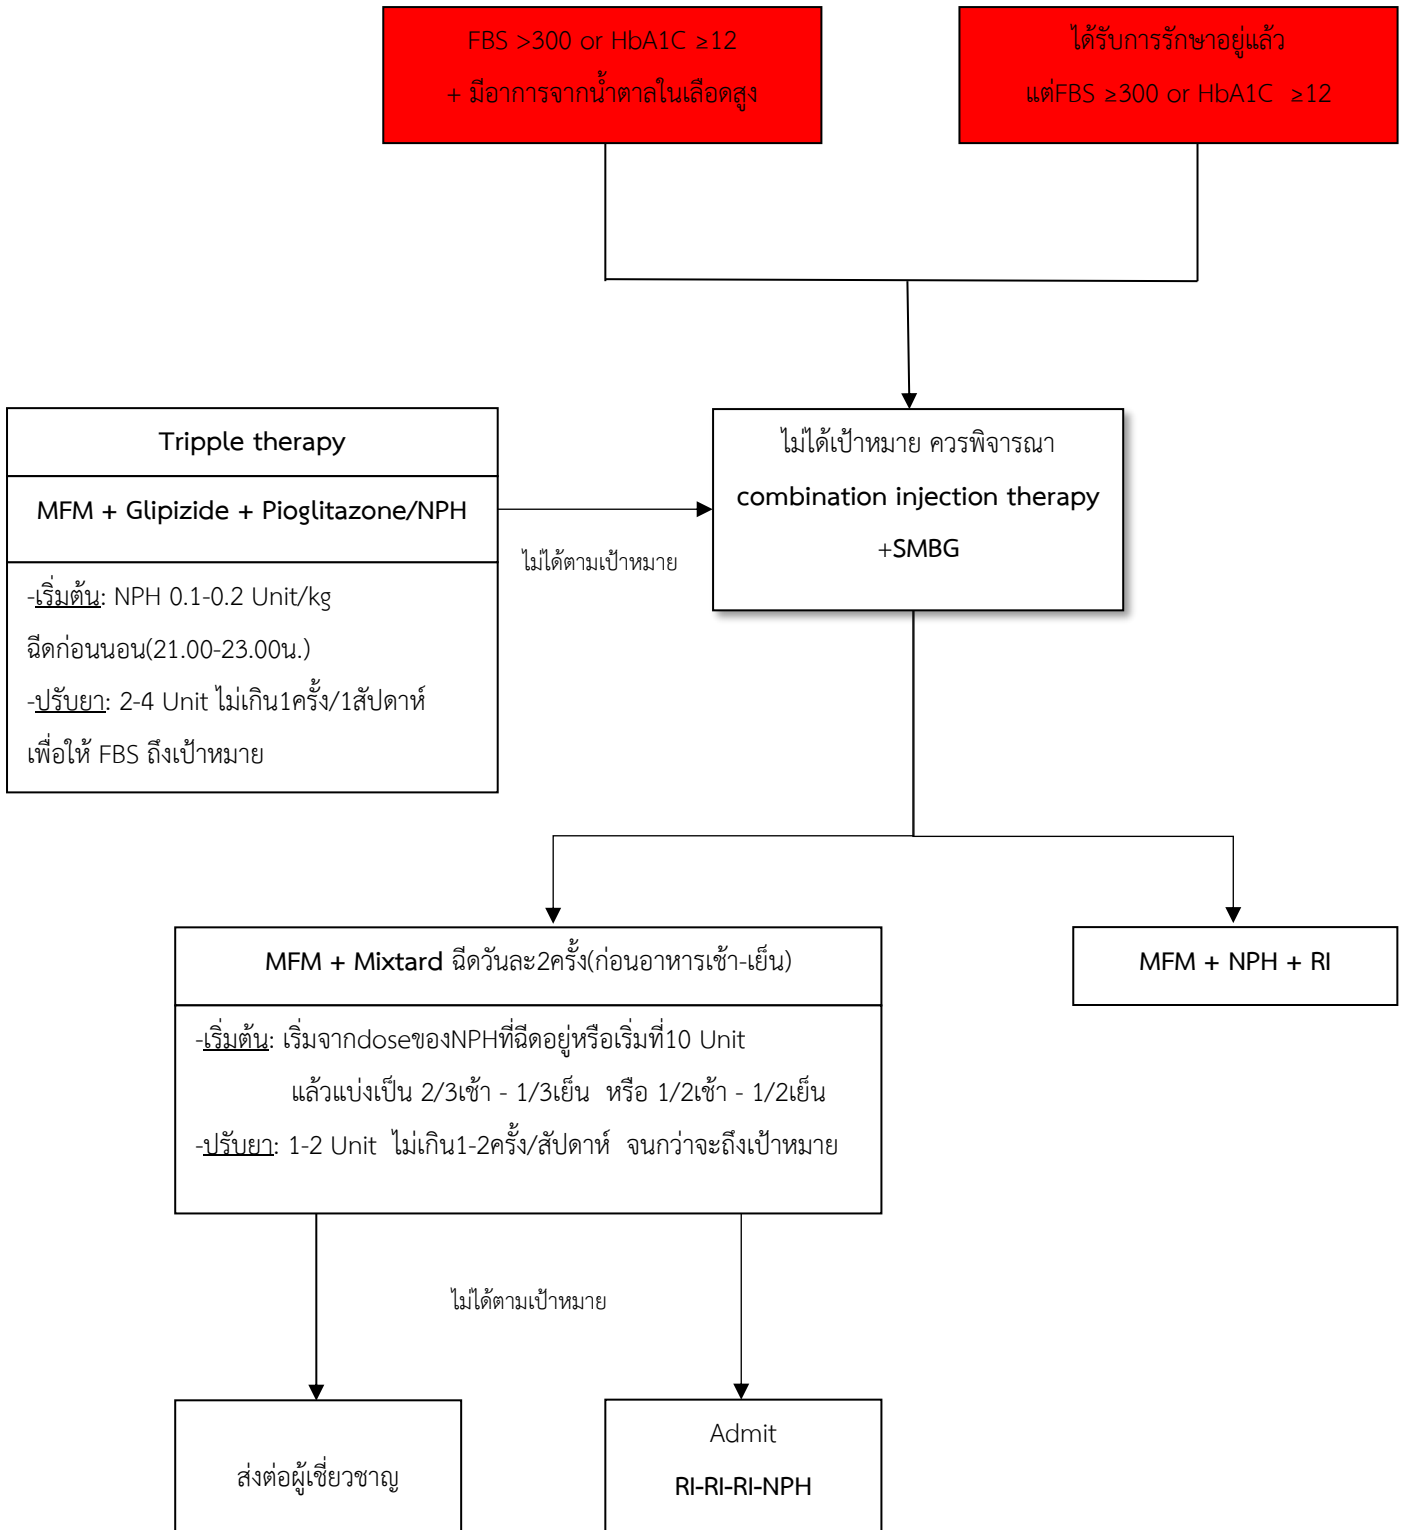 FBS >300 or HbA1C ≥12
+ มีอาการจากน้ำตาลในเลือดสูง
ได้รับการรักษาอยู่แล้ว
แต่FBS ≥300 or HbA1C ≥12
Tripple therapy
MFM + Glipizide + Pioglitazone/NPH
-เริ่มต้น: NPH 0.1-0.2 Unit/kg
ฉีดก่อนนอน(21.00-23.00น.)
-ปรับยา: 2-4 Unit ไม่เกิน1ครั้ง/1สัปดาห์
เพื่อให้ FBS ถึงเป้าหมาย
ไม่ได้ตามเป้าหมาย
ไม่ได้เป้าหมาย ควรพิจารณา
combination injection therapy
+SMBG
MFM + Mixtard ฉีดวันละ2ครั้ง(ก่อนอาหารเช้า-เย็น)
-เริ่มต้น: เริ่มจากdoseของNPHที่ฉีดอยู่หรือเริ่มที่10 Unit
แล้วแบ่งเป็น 2/3เช้า - 1/3เย็น หรือ 1/2เช้า - 1/2เย็น
-ปรับยา: 1-2 Unit ไม่เกิน1-2ครั้ง/สัปดาห์ จนกว่าจะถึงเป้าหมาย
MFM + NPH + RI
ไม่ได้ตามเป้าหมาย
ส่งต่อผู้เชี่ยวชาญ
Admit
RI-RI-RI-NPH